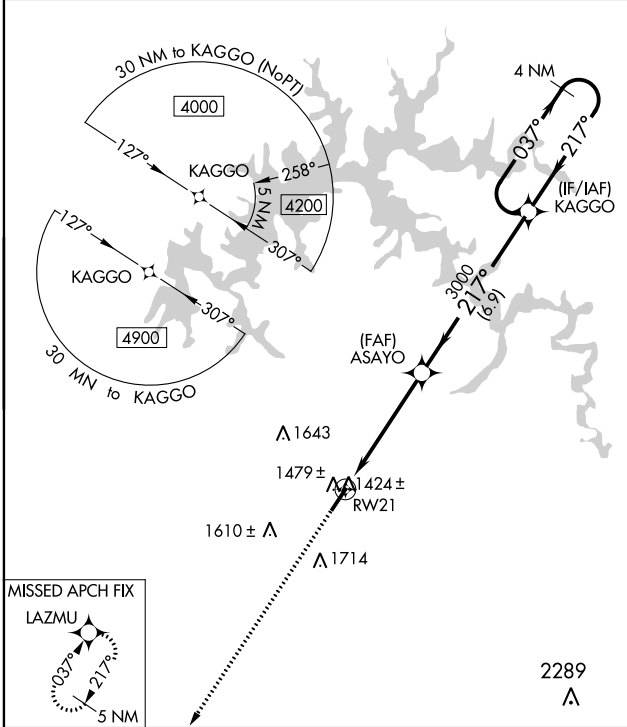 30 NM to KAGGO (NoPT)
4000
127°
KAGGO
258°
5 NM
4200
307°
127°
KAGGO
307°
4900
30 MN to KAGGO
4 NM
037°
217°
(IF/IAF)
KAGGO
3000
217°
(6.9)
(FAF)
ASAYO
1643
1479 ±
1424 ±
RW21
1610 ±
1714
MISSED APCH FIX
LAZMU
037°
217°
5 NM
2289